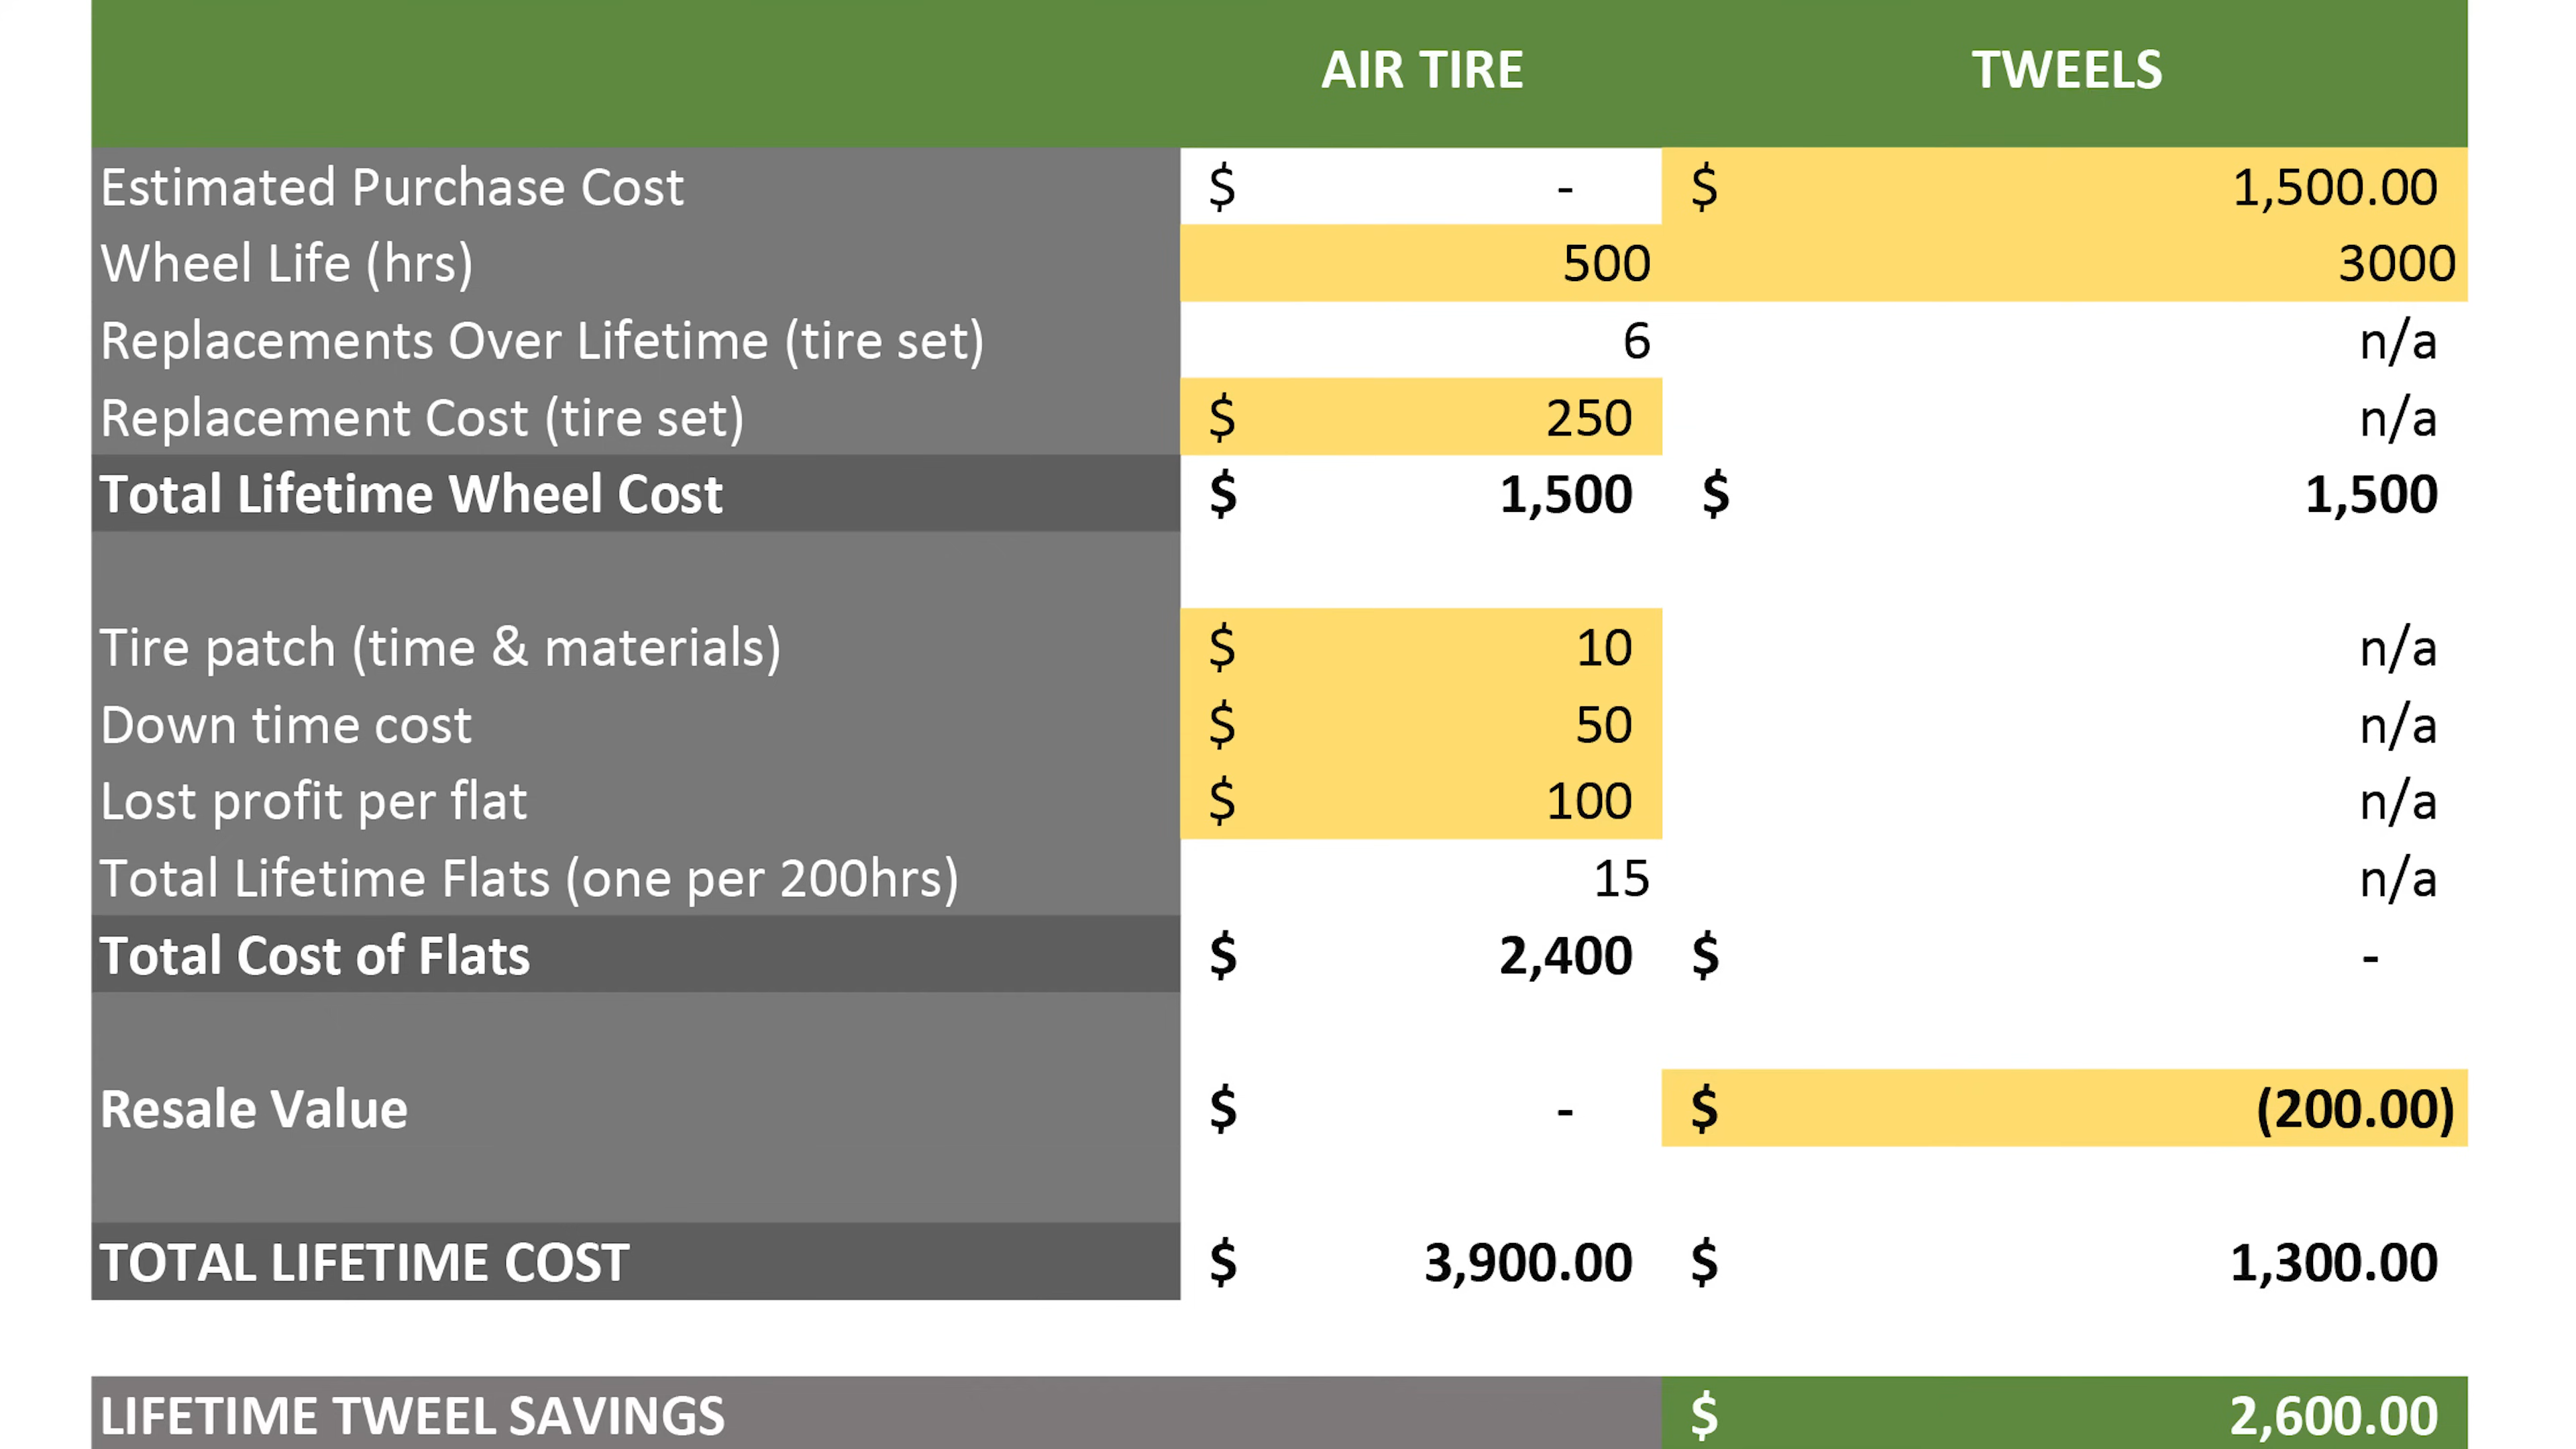 AIR TIRE TWEELS
Estimated Purchase Cost $ - $ 1,500.00
Wheel Life (hrs) 500 3000
Replacements Over Lifetime (tire set) 6 n/a
Replacement Cost (tire set) $ 250 n/a
Total Lifetime Wheel Cost $ 1,500 $ 1,500
Tire patch (time & materials) $ 10 n/a
Down time cost $ 50 n/a
Lost profit per flat $ 100 n/a
Total Lifetime Flats (one per 200hrs) 15 n/a
Total Cost of Flats $ 2,400 $ -
Resale Value $ - $ (200.00)
TOTAL LIFETIME COST $ 3,900.00 $ 1,300.00
LIFETIME TWEEL SAVINGS $ 2,600.00